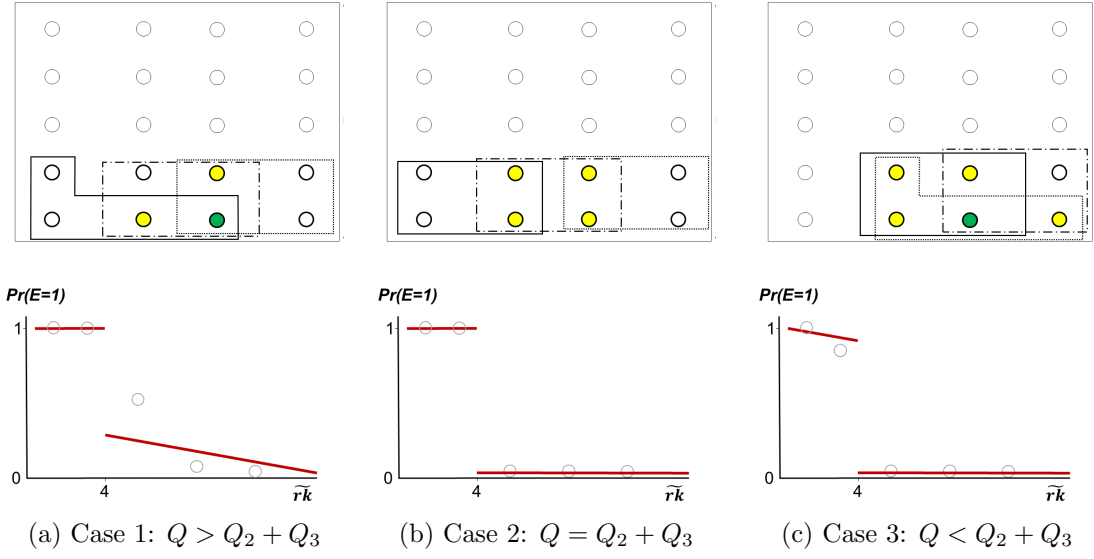 Pr(E=1)
1
0
4
r͠k
(a) Case 1: Q > Q₂ + Q₃
Pr(E=1)
1
0
4
r͠k
(b) Case 2: Q = Q₂ + Q₃
Pr(E=1)
1
0
4
r͠k
(c) Case 3: Q < Q₂ + Q₃